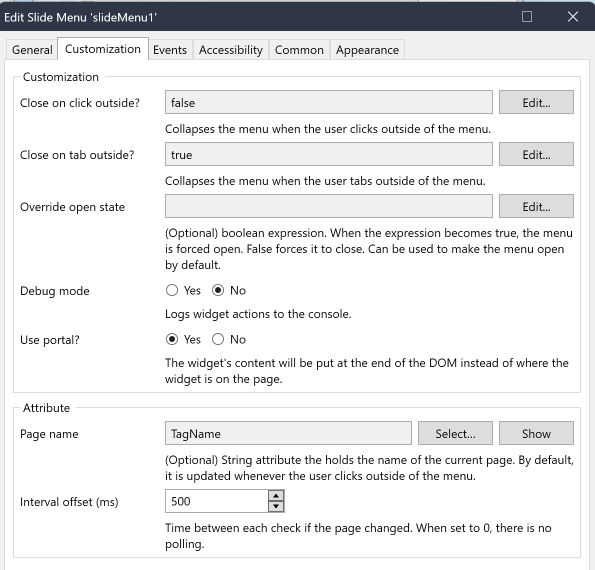 Edit Slide Menu 'slideMenu1'
General Customization Events Accessibility Common Appearance
Customization
Close on click outside? false Edit...
Collapses the menu when the user clicks outside of the menu.
Close on tab outside? true Edit...
Collapses the menu when the user tabs outside of the menu.
Override open state Edit...
(Optional) boolean expression. When the expression becomes true, the menu
is forced open. False forces it to close. Can be used to make the menu open
by default.
Debug mode Yes No
Logs widget actions to the console.
Use portal? Yes No
The widget's content will be put at the end of the DOM instead of where the
widget is on the page.
Attribute
Page name TagName Select... Show
(Optional) String attribute the holds the name of the current page. By default,
it is updated whenever the user clicks outside of the menu.
Interval offset (ms) 500
Time between each check if the page changed. When set to 0, there is no
polling.